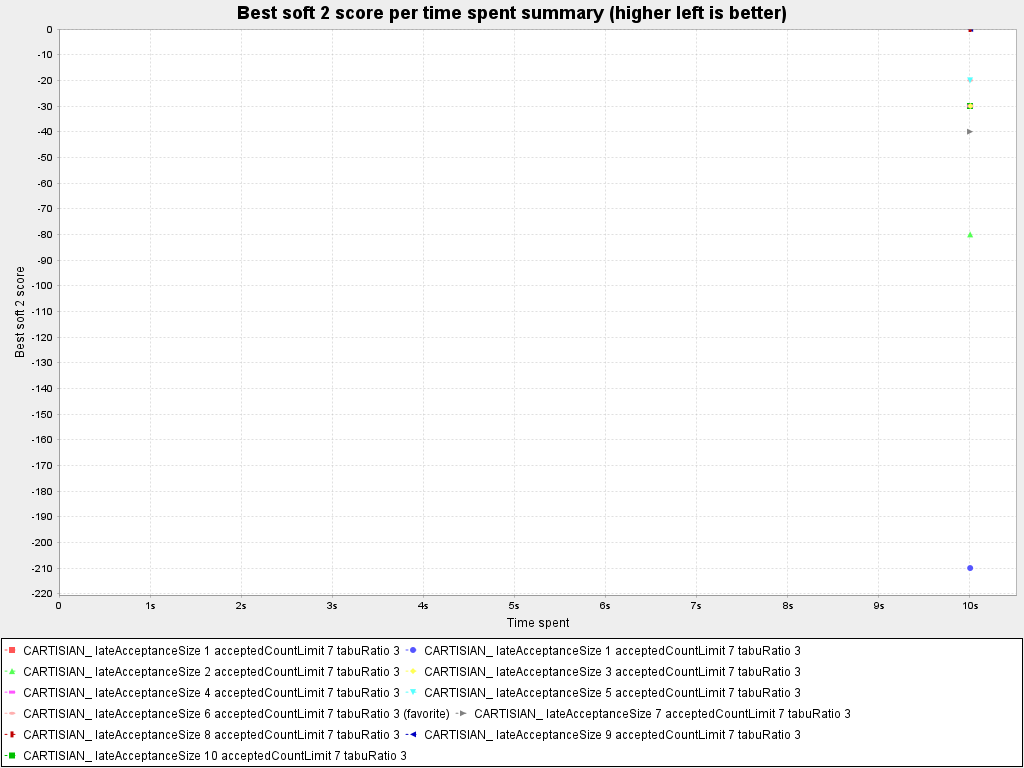 Best soft 2 score per time spent summary (higher left is better)
Best soft 2 score
0
-10
-20
-30
-40
-50
-60
-70
-80
-90
-100
-110
-120
-130
-140
-150
-160
-170
-180
-190
-200
-210
-220
0 1s 2s 3s 4s 5s 6s 7s 8s 9s 10s
Time spent
CARTISIAN_ lateAcceptanceSize 1 acceptedCountLimit 7 tabuRatio 3 CARTISIAN_ lateAcceptanceSize 1 acceptedCountLimit 7 tabuRatio 3
CARTISIAN_ lateAcceptanceSize 2 acceptedCountLimit 7 tabuRatio 3 CARTISIAN_ lateAcceptanceSize 3 acceptedCountLimit 7 tabuRatio 3
CARTISIAN_ lateAcceptanceSize 4 acceptedCountLimit 7 tabuRatio 3 CARTISIAN_ lateAcceptanceSize 5 acceptedCountLimit 7 tabuRatio 3
CARTISIAN_ lateAcceptanceSize 6 acceptedCountLimit 7 tabuRatio 3 (favorite) CARTISIAN_ lateAcceptanceSize 7 acceptedCountLimit 7 tabuRatio 3
CARTISIAN_ lateAcceptanceSize 8 acceptedCountLimit 7 tabuRatio 3 CARTISIAN_ lateAcceptanceSize 9 acceptedCountLimit 7 tabuRatio 3
CARTISIAN_ lateAcceptanceSize 10 acceptedCountLimit 7 tabuRatio 3